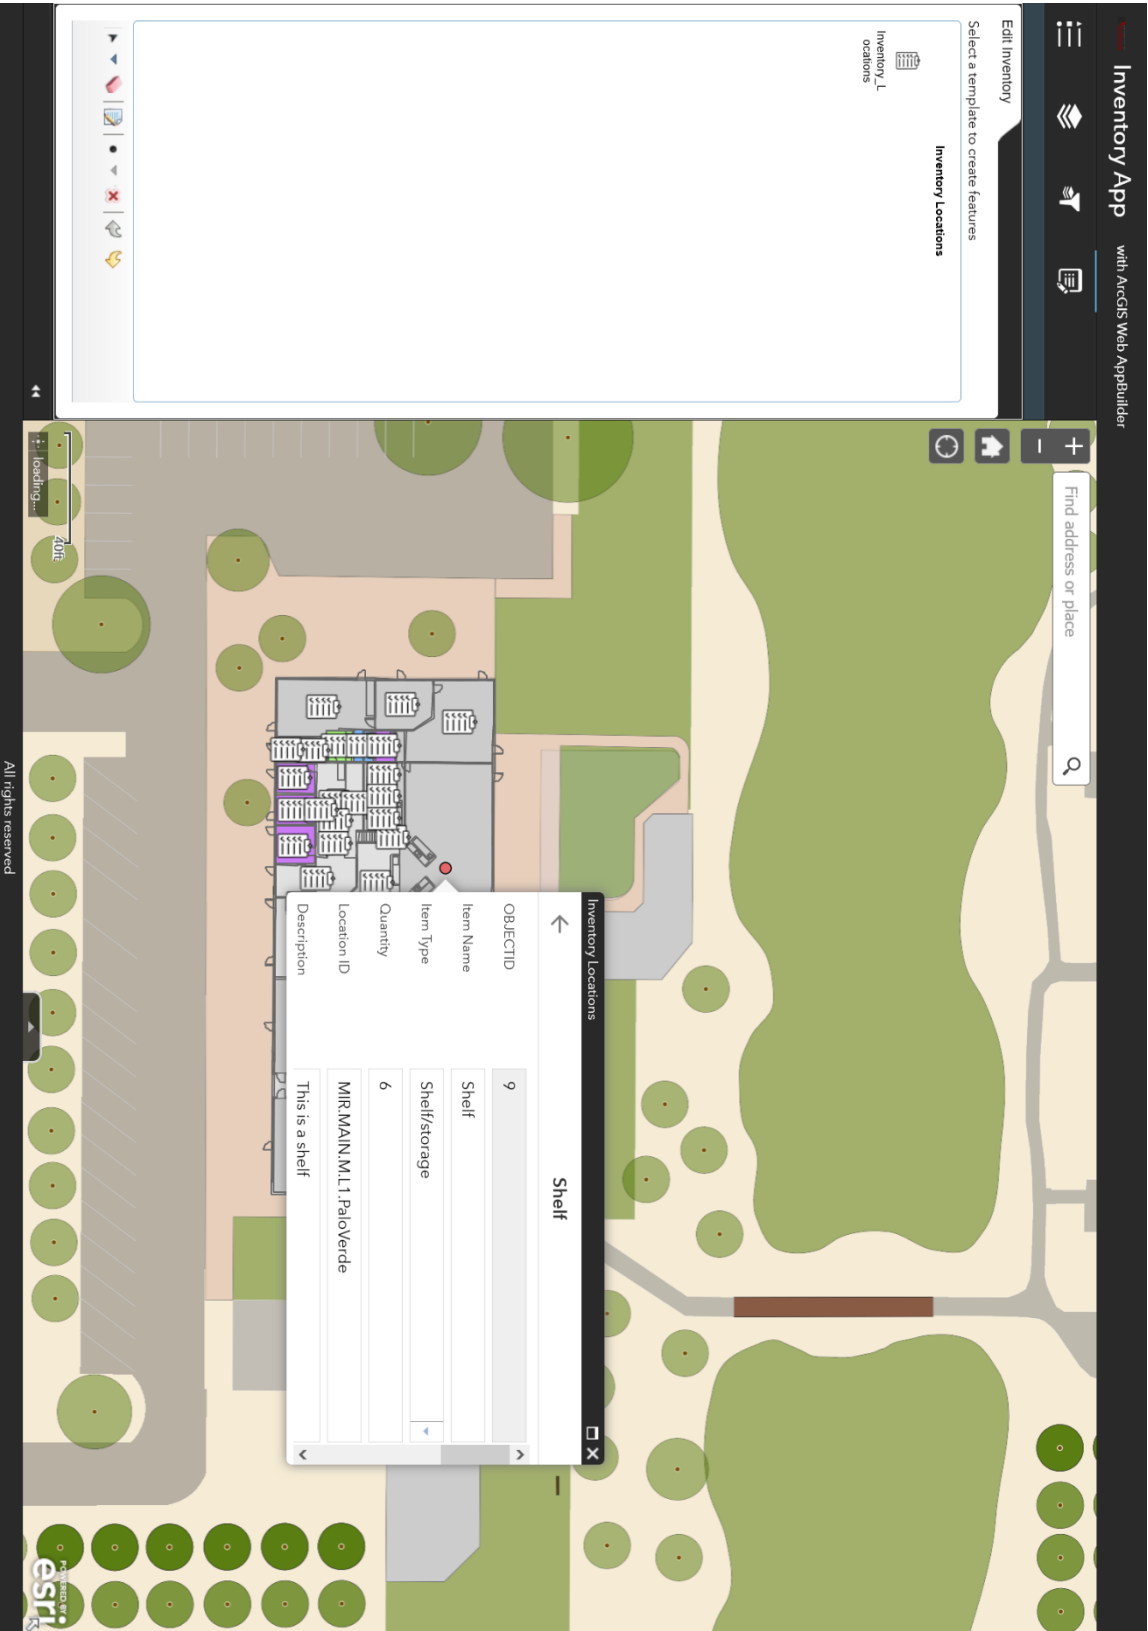 Inventory App with ArcGIS Web AppBuilder
Edit Inventory
Select a template to create features
Inventory Locations
Inventory_L
ocations
+
−
Find address or place
Inventory Locations
Shelf
OBJECTID 9
Item Name Shelf
Item Type Shelf/storage
Quantity 6
Location ID MIR.MAIN.M.L1.PaloVerde
Description This is a shelf
40ft
loading...
POWERED BY
esri
All rights reserved